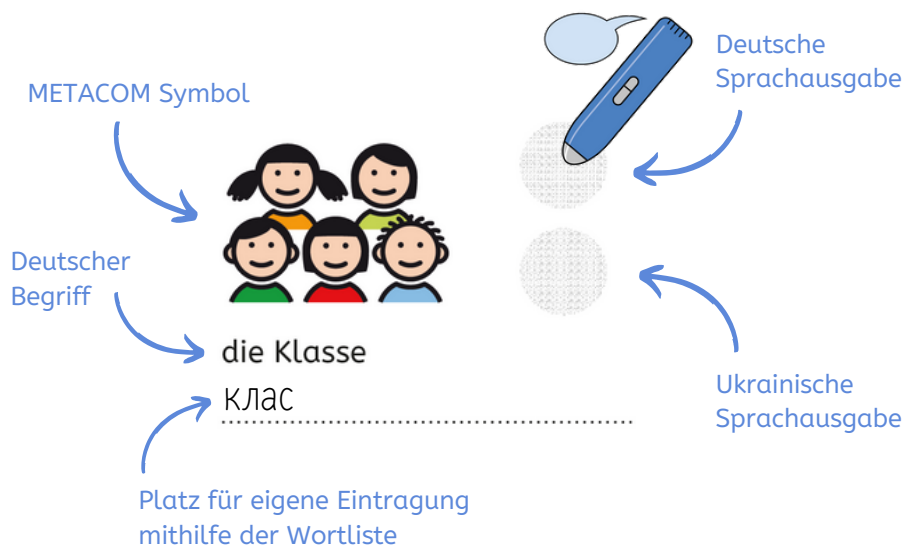 Deutsche
Sprachausgabe
METACOM Symbol
Deutscher
Begriff
die Klasse
клас
Ukrainische
Sprachausgabe
Platz für eigene Eintragung
mithilfe der Wortliste